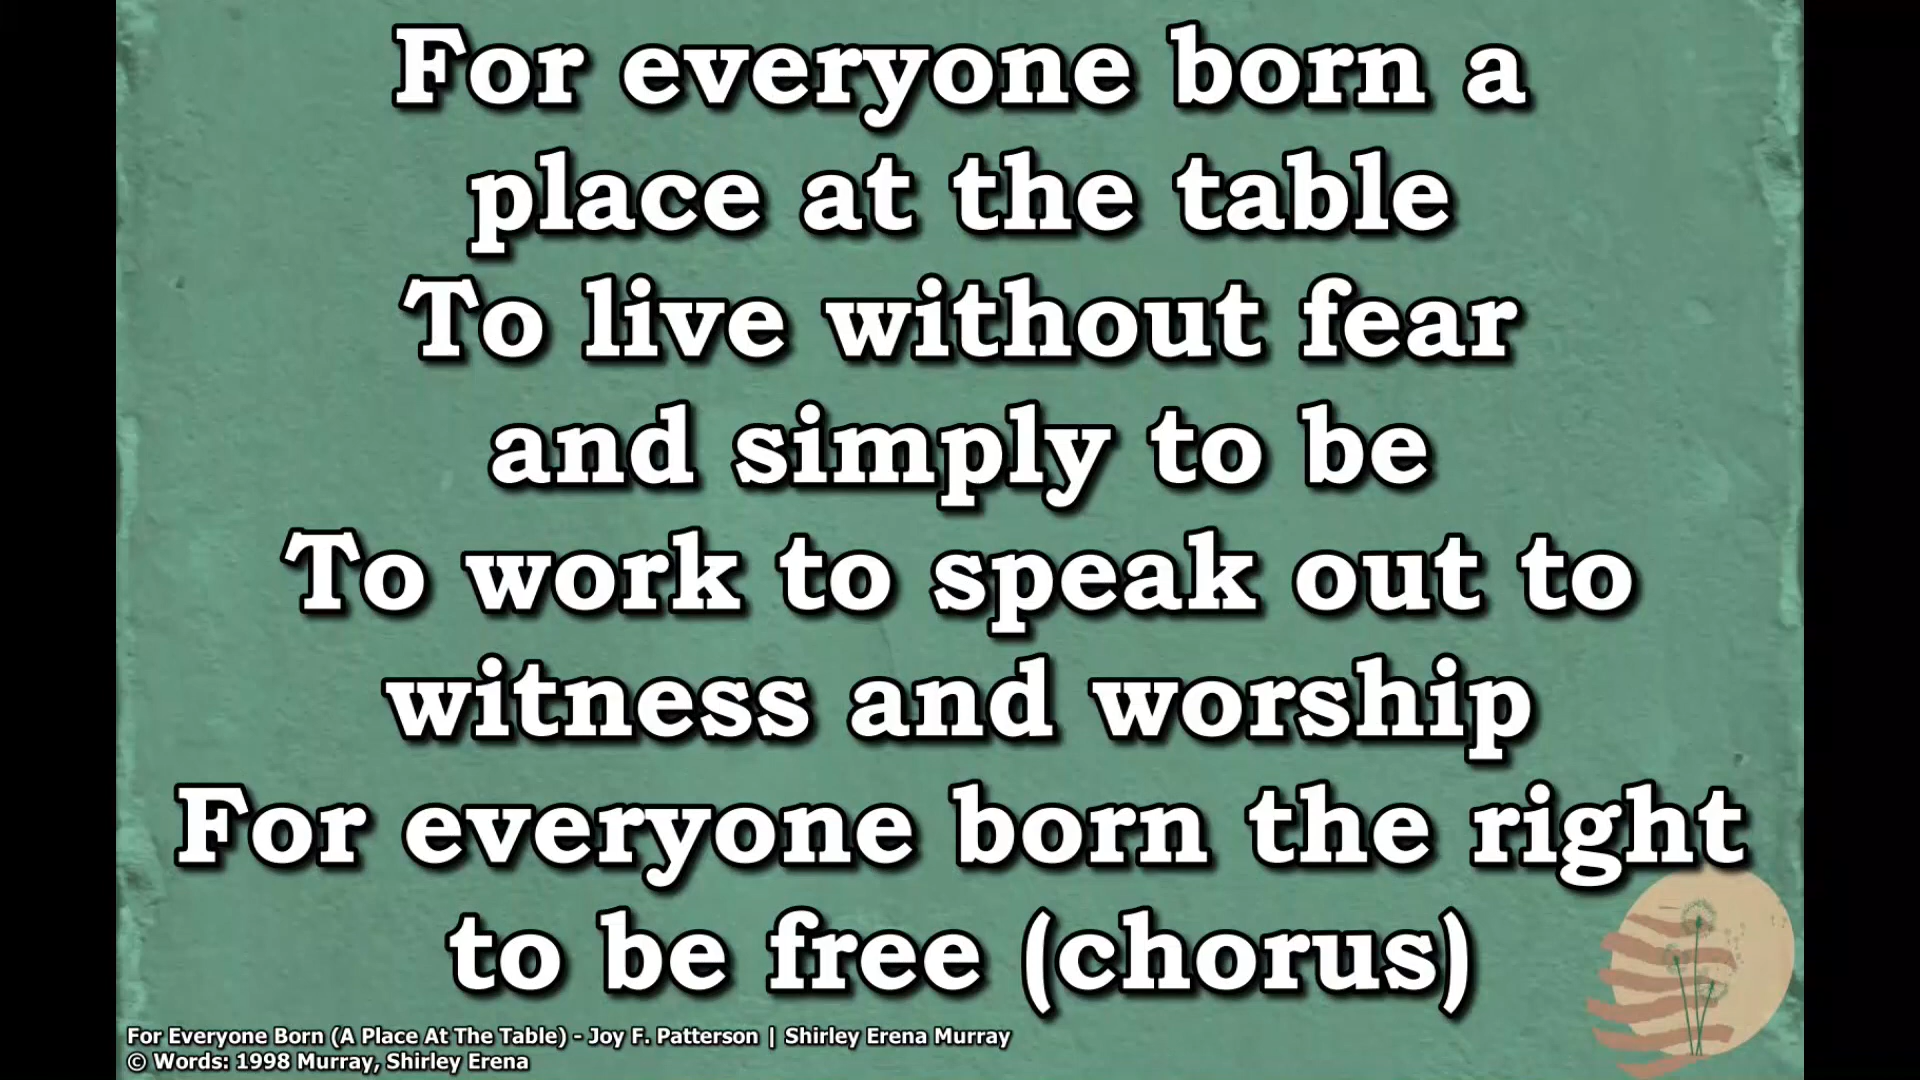 For everyone born a
place at the table
To live without fear
and simply to be
To work to speak out to
witness and worship
For everyone born the right
to be free (chorus)
For Everyone Born (A Place At The Table) - Joy F. Patterson | Shirley Erena Murray
© Words: 1998 Murray, Shirley Erena